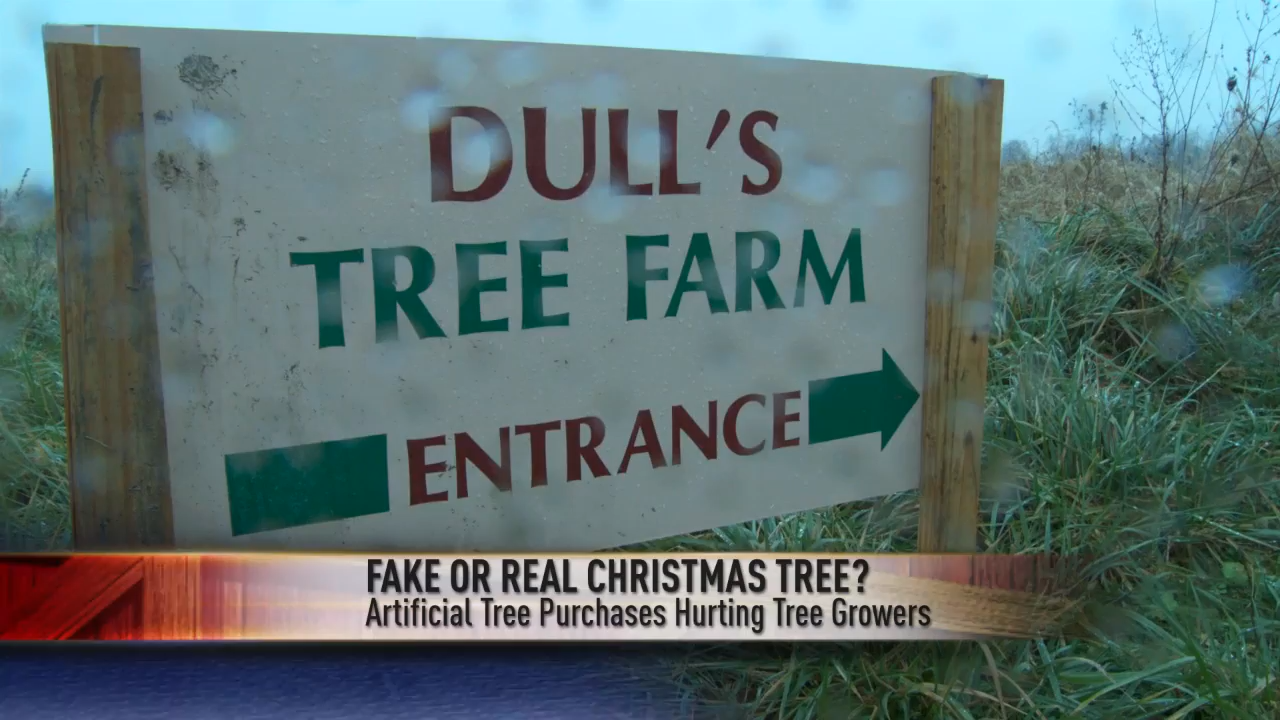 DULL'S
TREE FARM
ENTRANCE
FAKE OR REAL CHRISTMAS TREE?
Artificial Tree Purchases Hurting Tree Growers